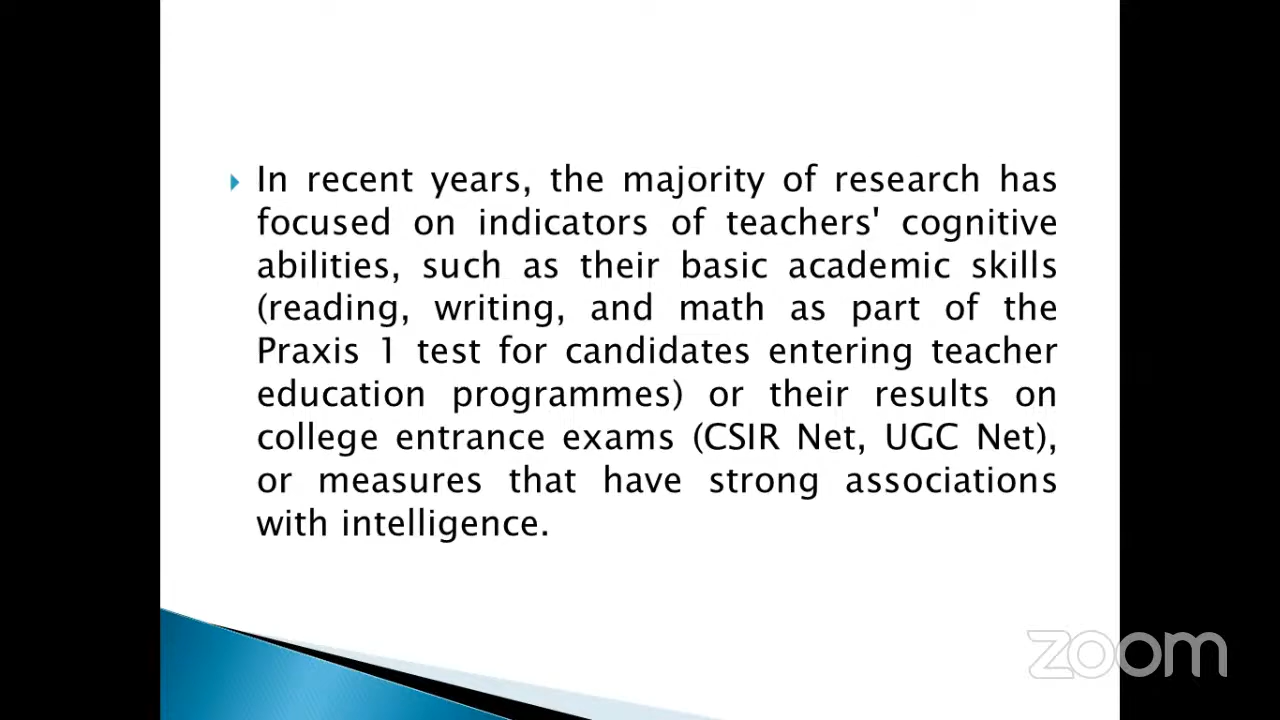 In recent years, the majority of research has
focused on indicators of teachers' cognitive
abilities, such as their basic academic skills
(reading, writing, and math as part of the
Praxis 1 test for candidates entering teacher
education programmes) or their results on
college entrance exams (CSIR Net, UGC Net),
or measures that have strong associations
with intelligence.
zoom